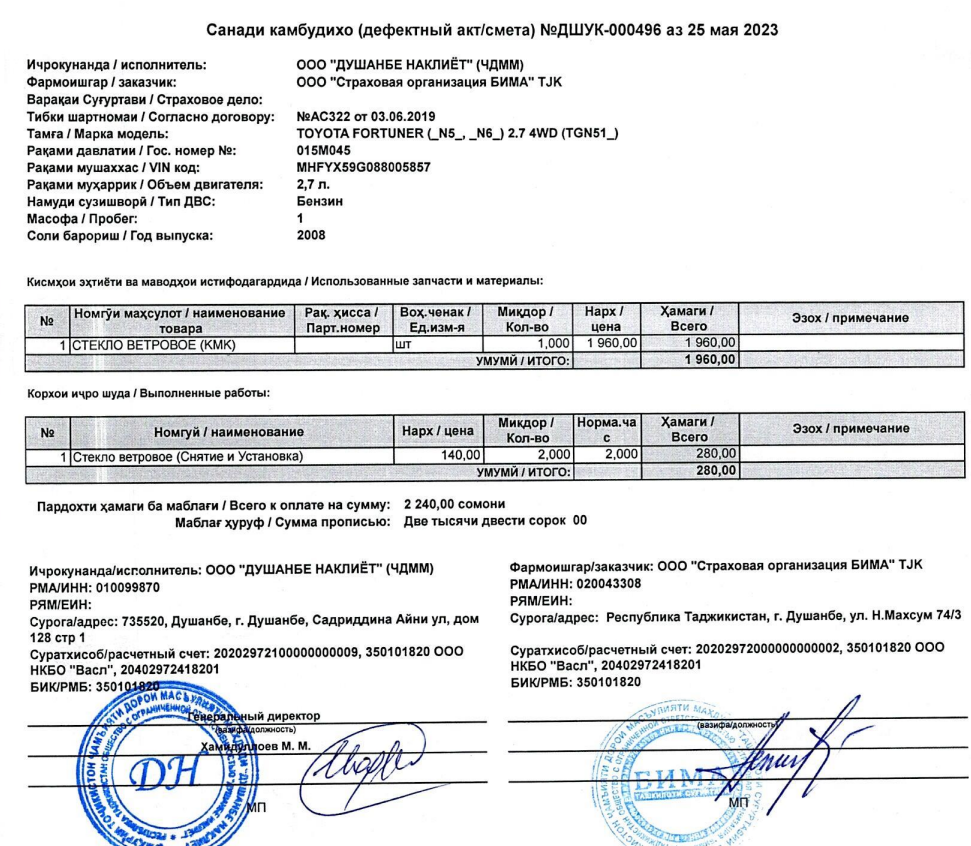 Санади камбудихо (дефектный акт/смета) №ДШУК-000496 аз 25 мая 2023
Ичрокунанда / исполнитель: ООО "ДУШАНБЕ НАКЛИЁТ" (ЧДММ)
Фармоишгар / заказчик: ООО "Страховая организация БИМА" TJK
Варақаи Суғуртави / Страховое дело:
Тибки шартномаи / Согласно договору: №АС322 от 03.06.2019
Тамға / Марка модель: TOYOTA FORTUNER (_N5_, _N6_) 2.7 4WD (TGN51_)
Рақами давлатии / Гос. номер №: 015М045
Рақами мушаххас / VIN код: MHFYX59G088005857
Рақами муҳаррик / Объем двигателя: 2,7 л.
Намуди сузишворӣ / Тип ДВС: Бензин
Масофа / Пробег: 1
Соли барориш / Год выпуска: 2008
Кисмҳои эҳтиёти ва маводҳои истифодагардида / Использованные запчасти и материалы:
№ Номгӯи маҳсулот / наименование товара Рақ. ҳисса / Парт.номер Воҳ.ченак / Ед.изм-я Миқдор / Кол-во Нарх / цена Ҳамаги / Всего Эзох / примечание
1 СТЕКЛО ВЕТРОВОЕ (КМК) шт 1,000 1 960,00 1 960,00
УМУМӢ / ИТОГО: 1 960,00
Корхои иҷро шуда / Выполненные работы:
№ Номгуй / наименование Нарх / цена Миқдор / Кол-во Норма.час Ҳамаги / Всего Эзох / примечание
1 Стекло ветровое (Снятие и Установка) 140,00 2,000 2,000 280,00
УМУМӢ / ИТОГО: 280,00
Пардохти ҳамаги ба маблағи / Всего к оплате на сумму: 2 240,00 сомони
Маблағ ҳуруф / Сумма прописью: Две тысячи двести сорок 00
Ичрокунанда/исполнитель: ООО "ДУШАНБЕ НАКЛИЁТ" (ЧДММ)
РМА/ИНН: 010099870
РЯМ/ЕИН:
Сурога/адрес: 735520, Душанбе, г. Душанбе, Садриддина Айни ул, дом
128 стр 1
Суратхисоб/расчетный счет: 20202972100000000009, 350101820 ООО
НКБО "Васл", 20402972418201
БИК/РМБ: 350101820
Генеральный директор
(вазифа/должность)
Хамидуллоев М. М.
ДН
МП
Фармоишгар/заказчик: ООО "Страховая организация БИМА" TJK
РМА/ИНН: 020043308
РЯМ/ЕИН:
Сурога/адрес: Республика Таджикистан, г. Душанбе, ул. Н.Махсум 74/3
Суратхисоб/расчетный счет: 20202972000000000002, 350101820 ООО
НКБО "Васл", 20402972418201
БИК/РМБ: 350101820
(вазифа/должность)
БИМА
МП